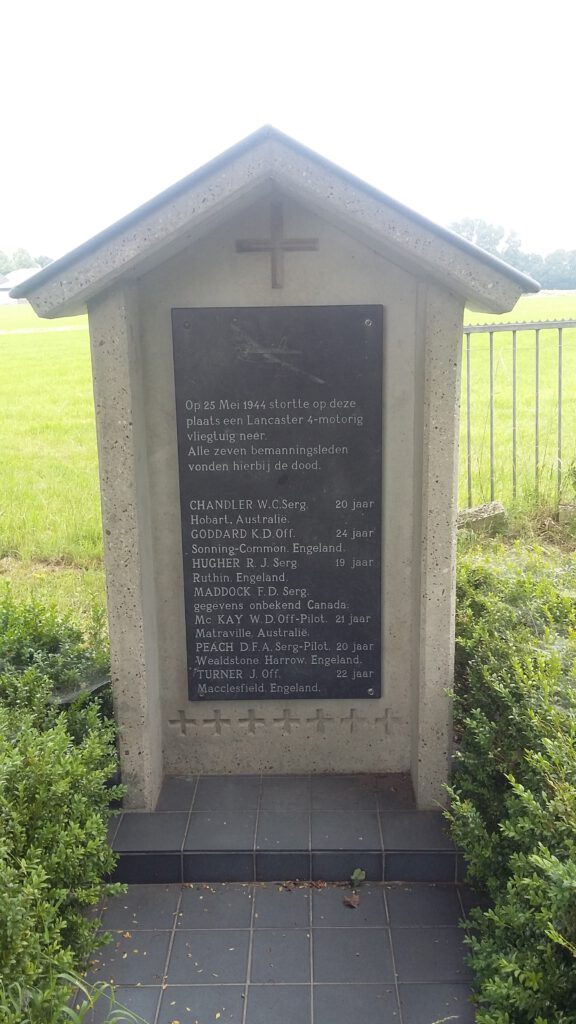 Op 25 Mei 1944 stortte op deze
plaats een Lancaster 4-motorig
vliegtuig neer.
Alle zeven bemanningsleden
vonden hierbij de dood.
CHANDLER W.C. Serg. 20 jaar
Hobart, Australië.
GODDARD K.D. Off. 24 jaar
Sonning-Common. Engeland.
HUGHER R.J. Serg 19 jaar
Ruthin. Engeland.
MADDOCK F.D. Serg.
gegevens onbekend Canada.
Mc KAY W.D. Off-Pilot. 21 jaar
Matraville. Australië.
PEACH D.F.A. Serg-Pilot. 20 jaar
Wealdstone. Harrow. Engeland.
TURNER J. Off. 22 jaar
Macclesfield. Engeland.